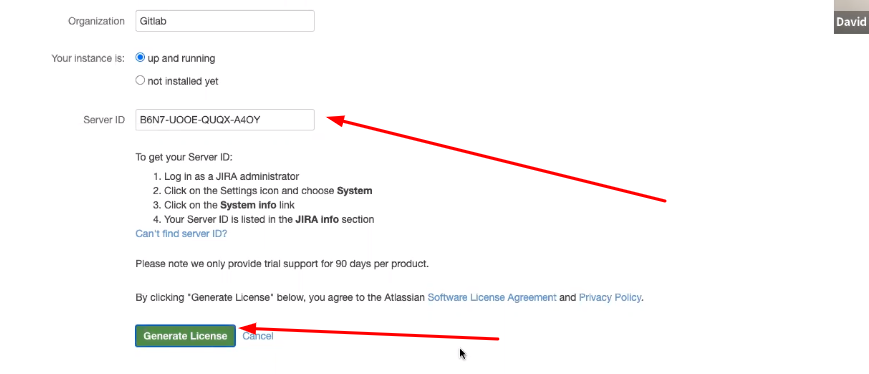 David
Organization Gitlab
Your instance is: up and running
not installed yet
Server ID B6N7-UOOE-QUQX-A4OY
To get your Server ID:
1. Log in as a JIRA administrator
2. Click on the Settings icon and choose System
3. Click on the System info link
4. Your Server ID is listed in the JIRA info section
Can't find server ID?
Please note we only provide trial support for 90 days per product.
By clicking "Generate License" below, you agree to the Atlassian Software License Agreement and Privacy Policy.
Generate License Cancel